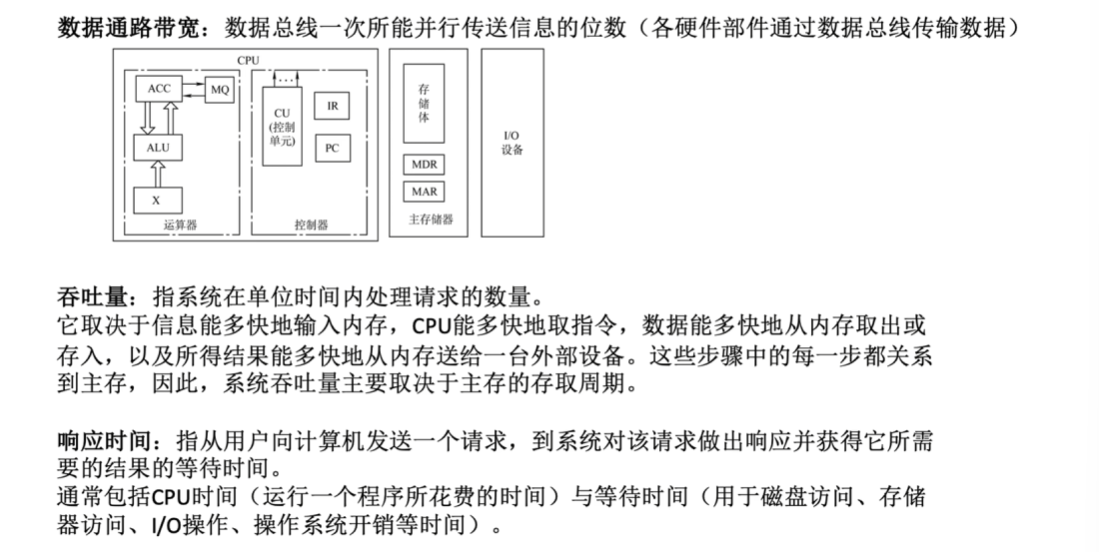 数据通路带宽：数据总线一次所能并行传送信息的位数（各硬件部件通过数据总线传输数据）
CPU
ACC
MQ
ALU
X
运算器
...
CU
(控制
单元)
IR
PC
控制器
存
储
体
MDR
MAR
主存储器
I/O
设备
吞吐量：指系统在单位时间内处理请求的数量。
它取决于信息能多快地输入内存，CPU能多快地取指令，数据能多快地从内存取出或
存入，以及所得结果能多快地从内存送给一台外部设备。这些步骤中的每一步都关系
到主存，因此，系统吞吐量主要取决于主存的存取周期。
响应时间：指从用户向计算机发送一个请求，到系统对该请求做出响应并获得它所需
要的结果的等待时间。
通常包括CPU时间（运行一个程序所花费的时间）与等待时间（用于磁盘访问、存储
器访问、I/O操作、操作系统开销等时间）。